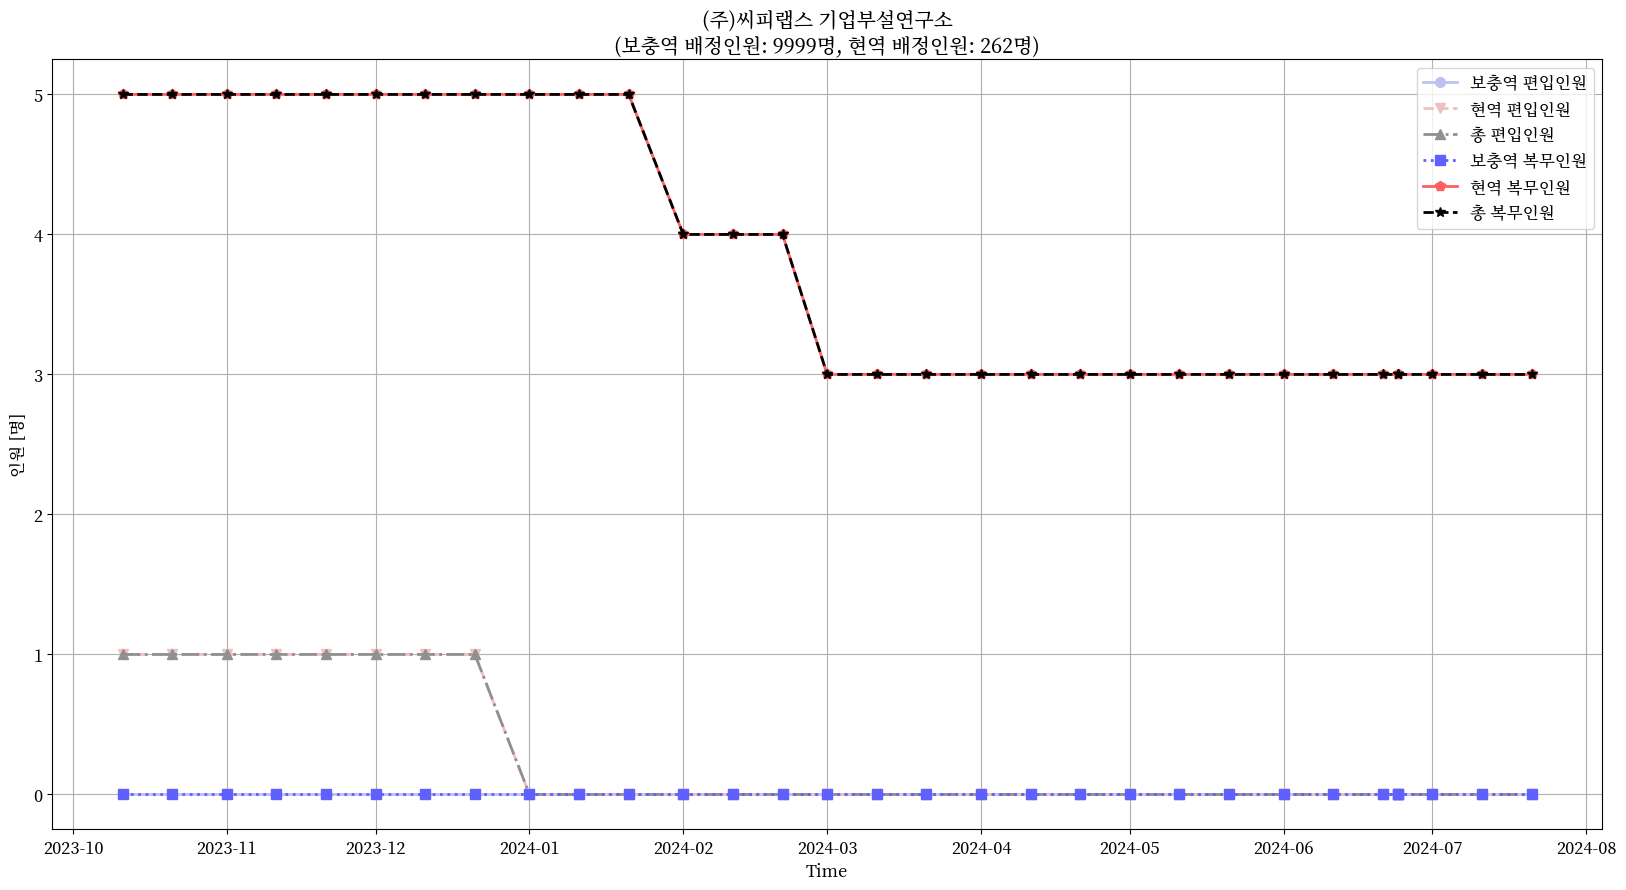 (주)씨피랩스 기업부설연구소
(보충역 배정인원: 9999명, 현역 배정인원: 262명)
보충역 편입인원
현역 편입인원
총 편입인원
보충역 복무인원
현역 복무인원
총 복무인원
인원 [명]
5
4
3
2
1
0
2023-10 2023-11 2023-12 2024-01 2024-02 2024-03 2024-04 2024-05 2024-06 2024-07 2024-08
Time